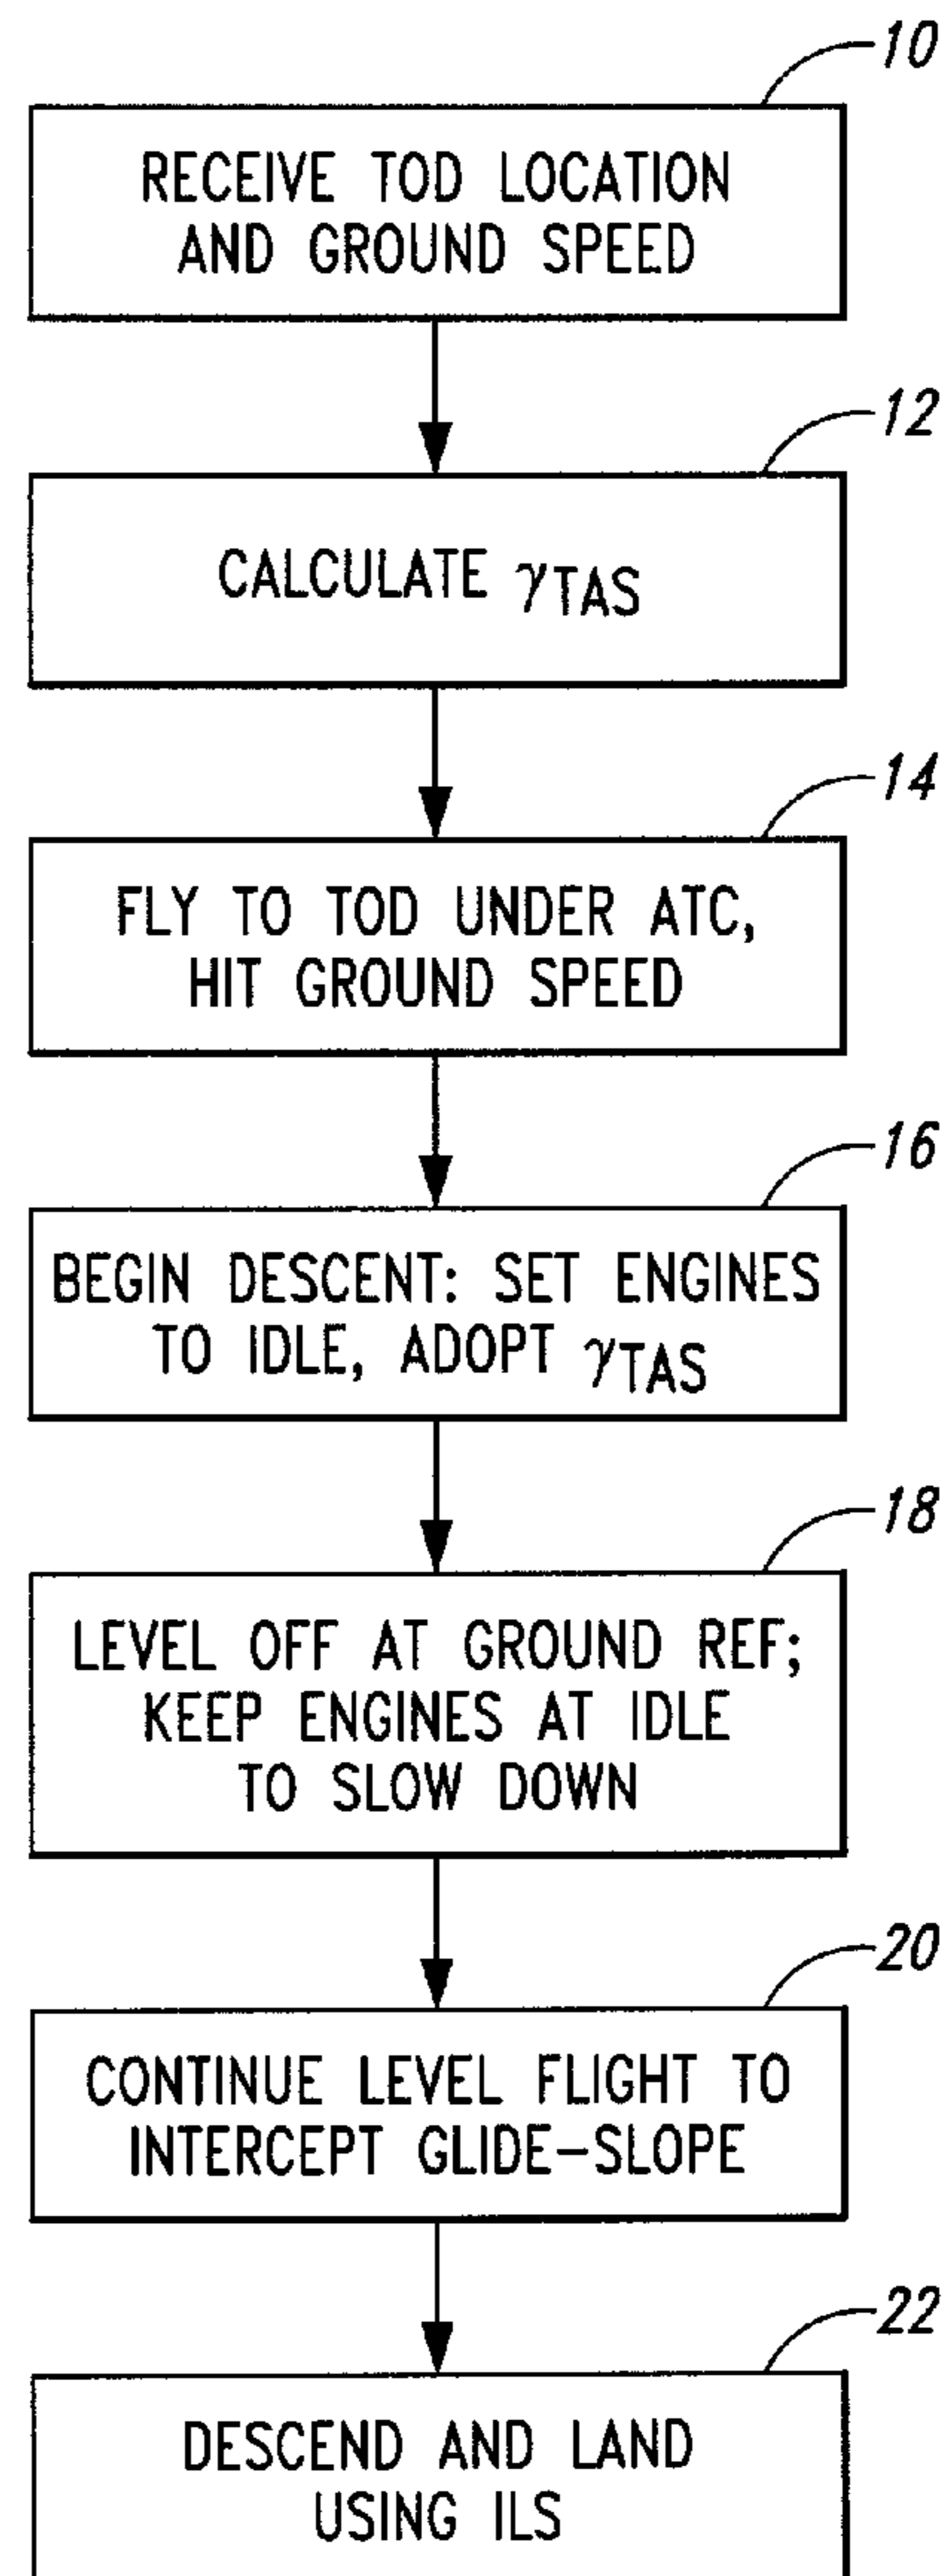 10
RECEIVE TOD LOCATION
AND GROUND SPEED
12
CALCULATE γTAS
14
FLY TO TOD UNDER ATC,
HIT GROUND SPEED
16
BEGIN DESCENT: SET ENGINES
TO IDLE, ADOPT γTAS
18
LEVEL OFF AT GROUND REF;
KEEP ENGINES AT IDLE
TO SLOW DOWN
20
CONTINUE LEVEL FLIGHT TO
INTERCEPT GLIDE-SLOPE
22
DESCEND AND LAND
USING ILS